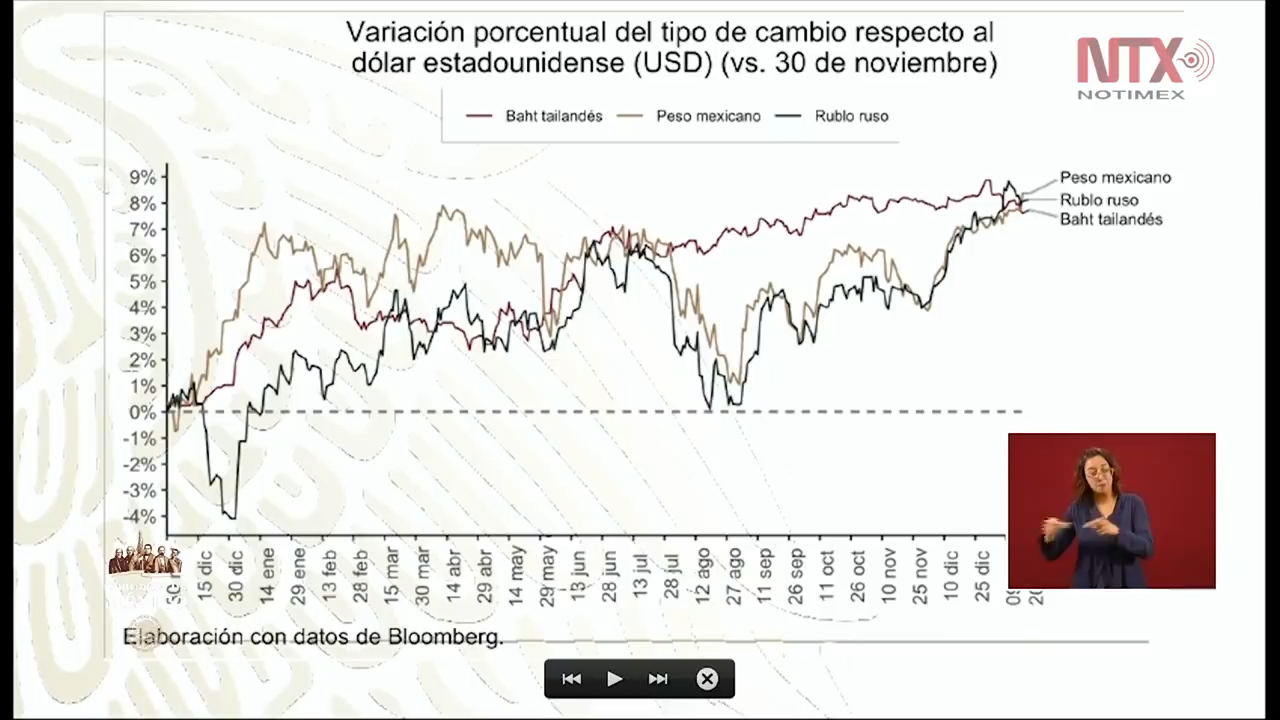 Variación porcentual del tipo de cambio respecto al
dólar estadounidense (USD) (vs. 30 de noviembre)
NTX
NOTIMEX
Baht tailandés
Peso mexicano
Rublo ruso
9%
8%
7%
6%
5%
4%
3%
2%
1%
0%
-1%
-2%
-3%
-4%
Peso mexicano
Rublo ruso
Baht tailandés
15 dic
30 dic
14 ene
29 ene
13 feb
28 feb
15 mar
30 mar
14 abr
29 abr
14 may
29 may
13 jun
28 jun
13 jul
28 jul
12 ago
27 ago
11 sep
26 sep
11 oct
26 oct
10 nov
25 nov
10 dic
25 dic
Elaboración con datos de Bloomberg.